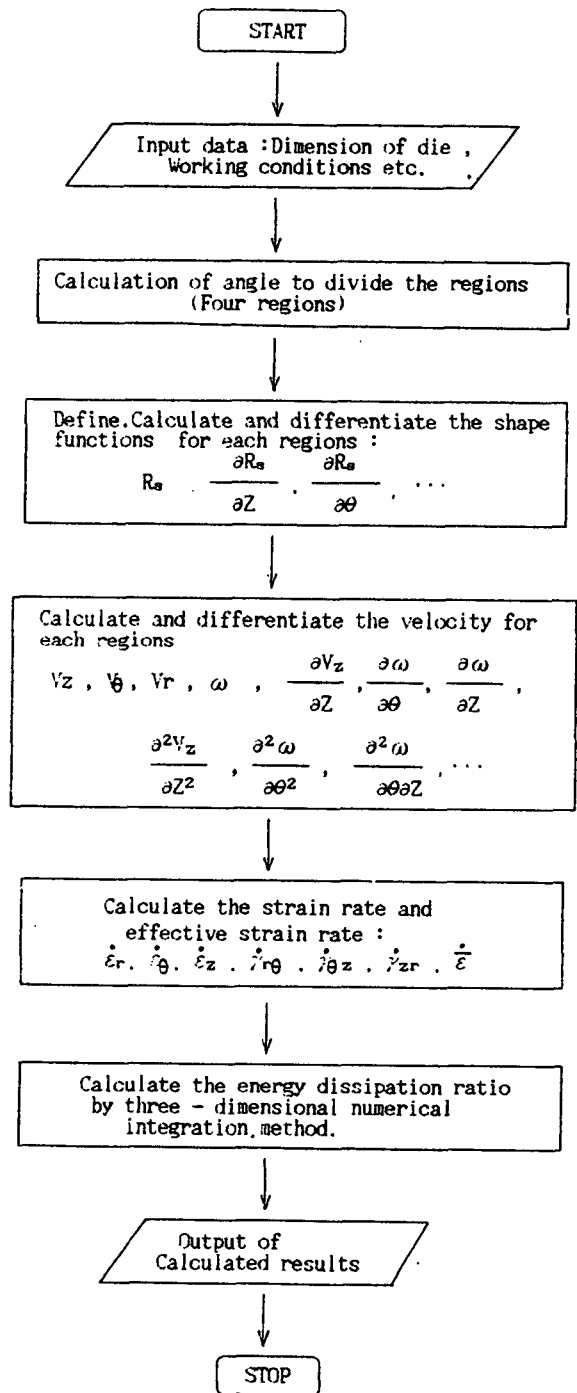 START
Input data :Dimension of die ,
Working conditions etc. .
Calculation of angle to divide the regions
(Four regions)
Define.Calculate and differentiate the shape
functions for each regions :
Rₛ . ∂Rₛ/∂Z . ∂Rₛ/∂θ , ...
Calculate and differentiate the velocity for
each regions
Vz , Vθ, Vr , ω , ∂Vz/∂Z , ∂ω/∂θ, ∂ω/∂Z ,
∂²Vz/∂Z² , ∂²ω/∂θ² , ∂²ω/∂θ∂Z ,...
Calculate the strain rate and
effective strain rate :
ε̇r. ε̇θ. ε̇z . γ̇rθ . γ̇θz . γ̇zr . ε̄̇
Calculate the energy dissipation ratio
by three - dimensional numerical
integration.method.
Output of
Calculated results
STOP